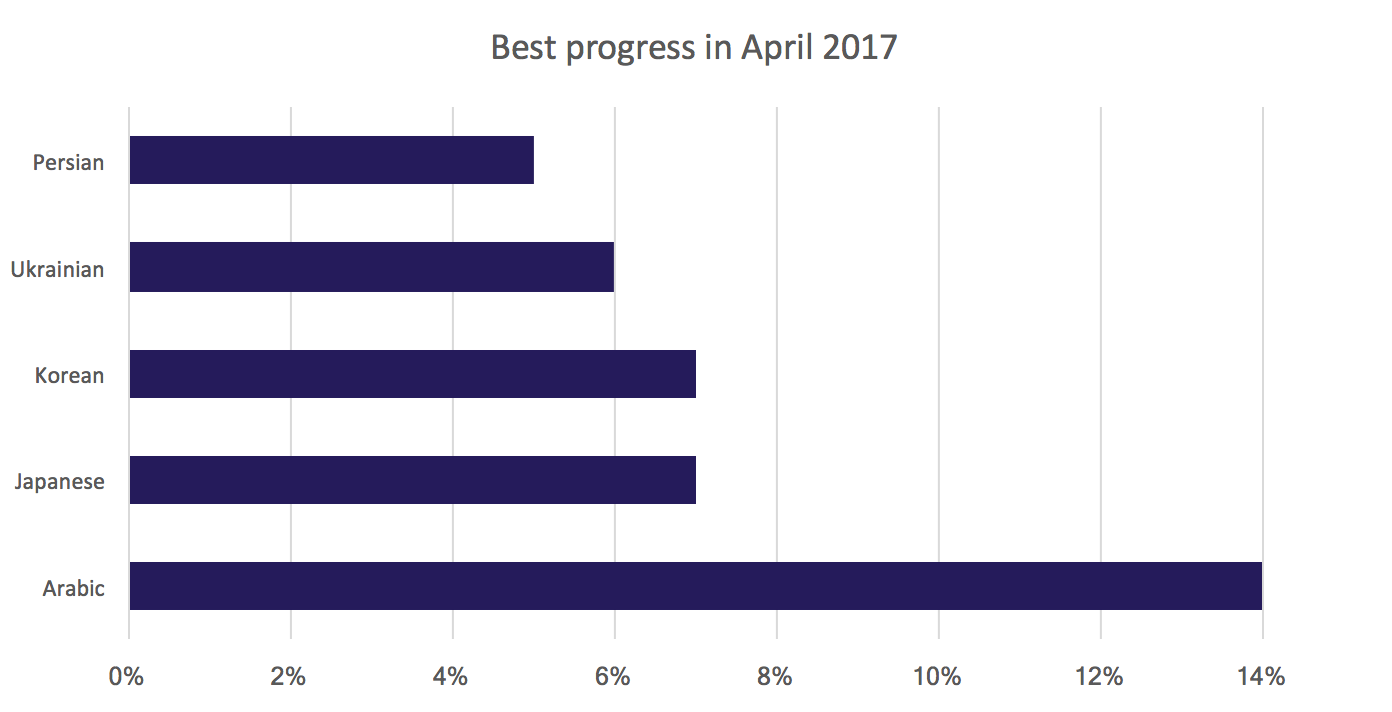 Best progress in April 2017
Persian
Ukrainian
Korean
Japanese
Arabic
0% 2% 4% 6% 8% 10% 12% 14%